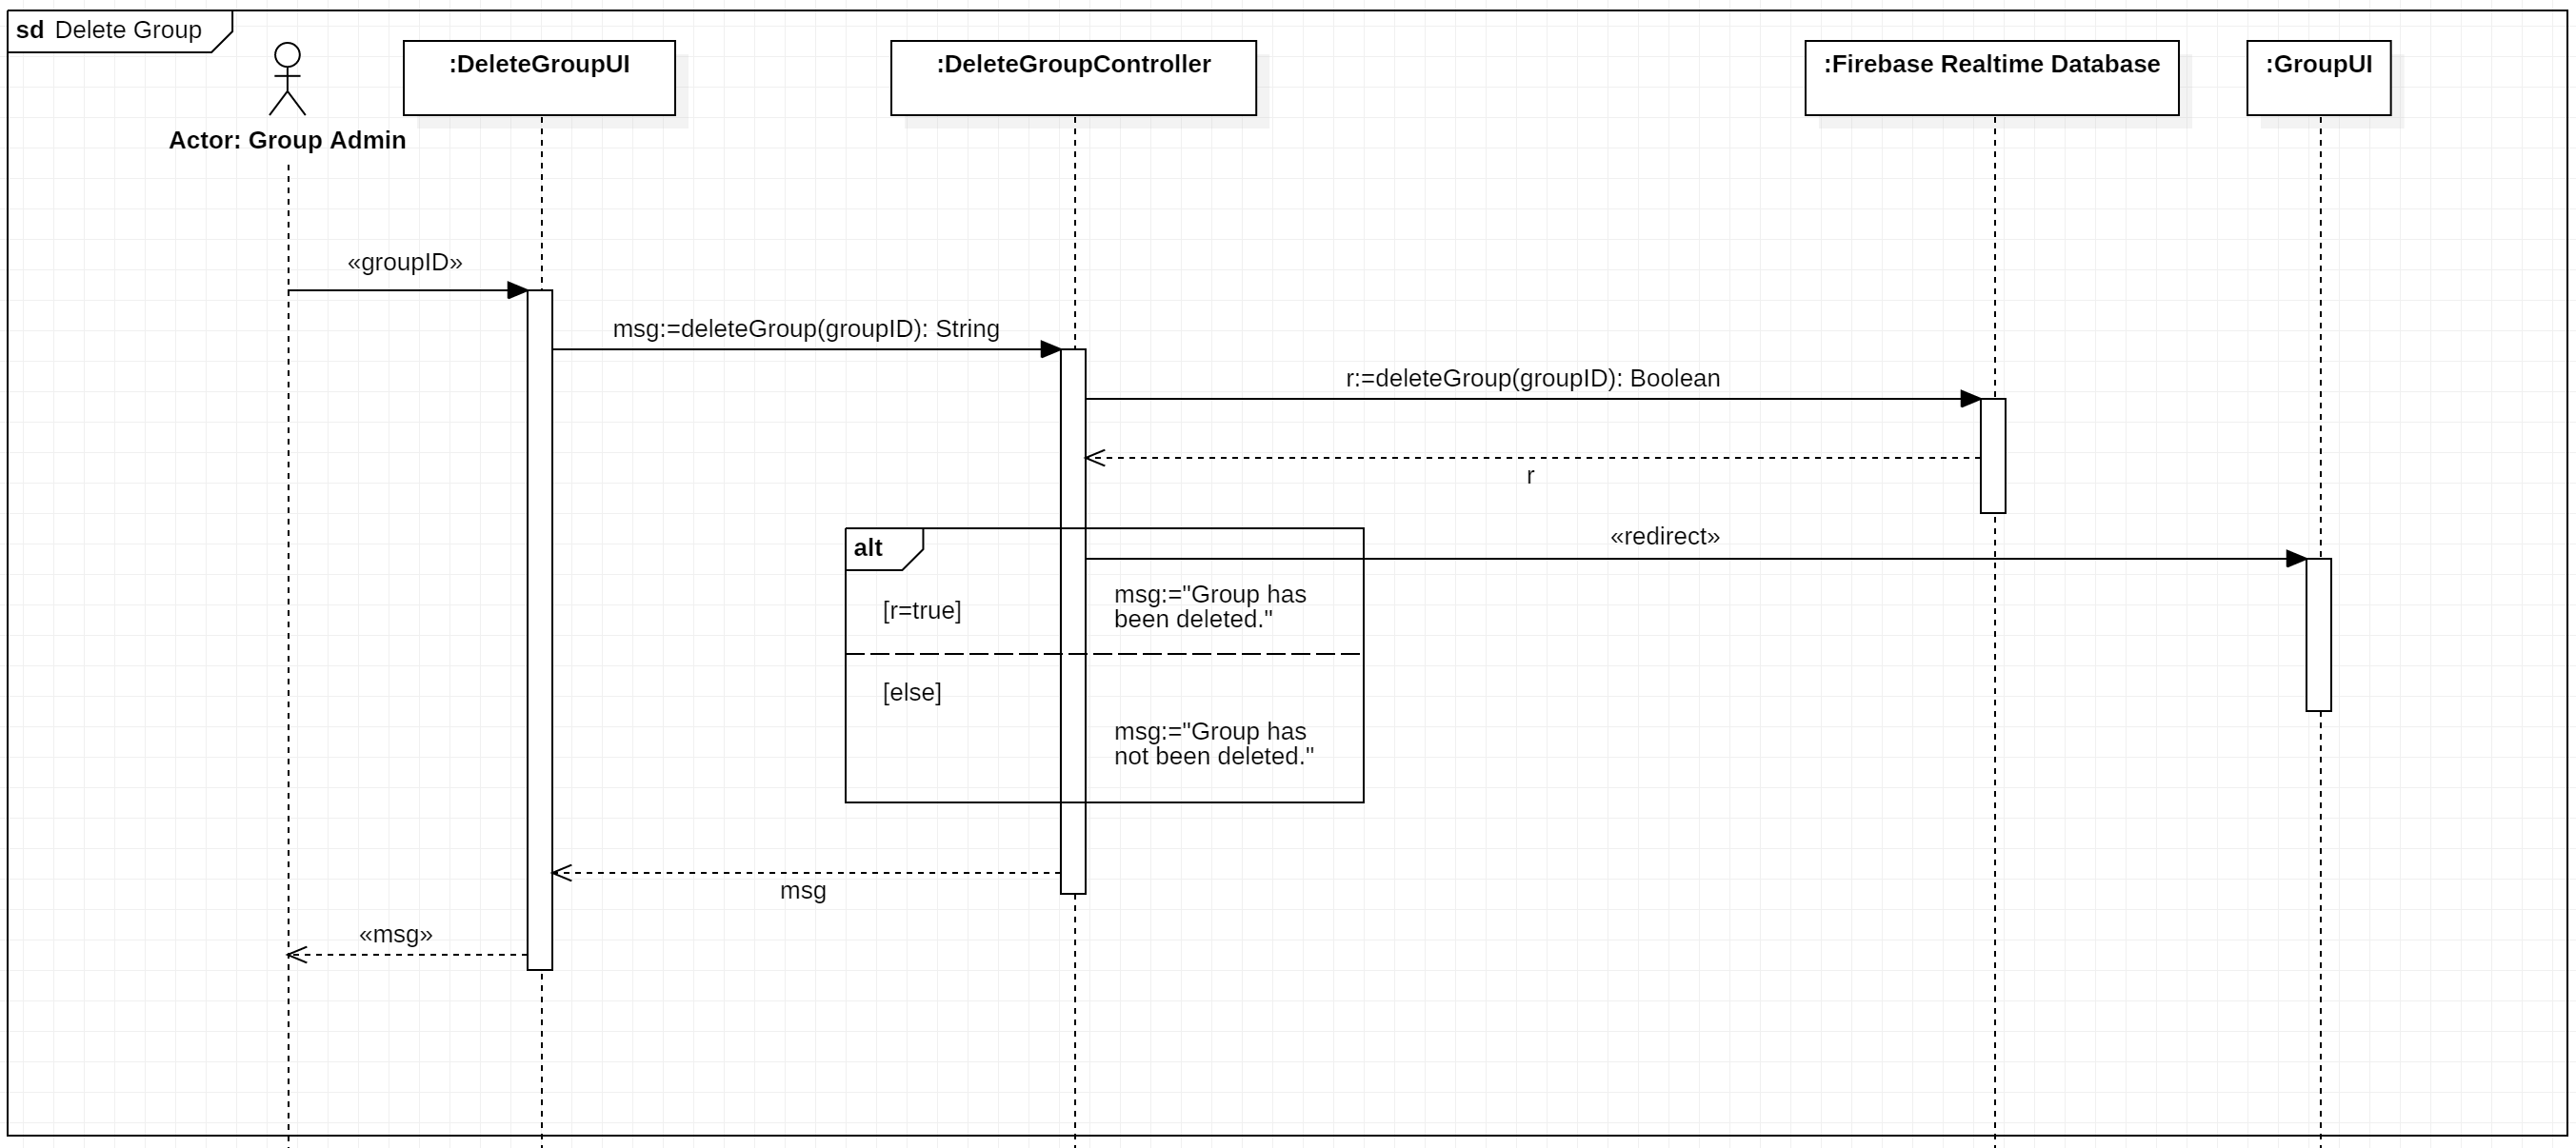 sd Delete Group
:DeleteGroupUI
:DeleteGroupController
:Firebase Realtime Database
:GroupUI
Actor: Group Admin
«groupID»
msg:=deleteGroup(groupID): String
r:=deleteGroup(groupID): Boolean
r
«redirect»
alt
[r=true]
msg:="Group has
been deleted."
[else]
msg:="Group has
not been deleted."
msg
«msg»